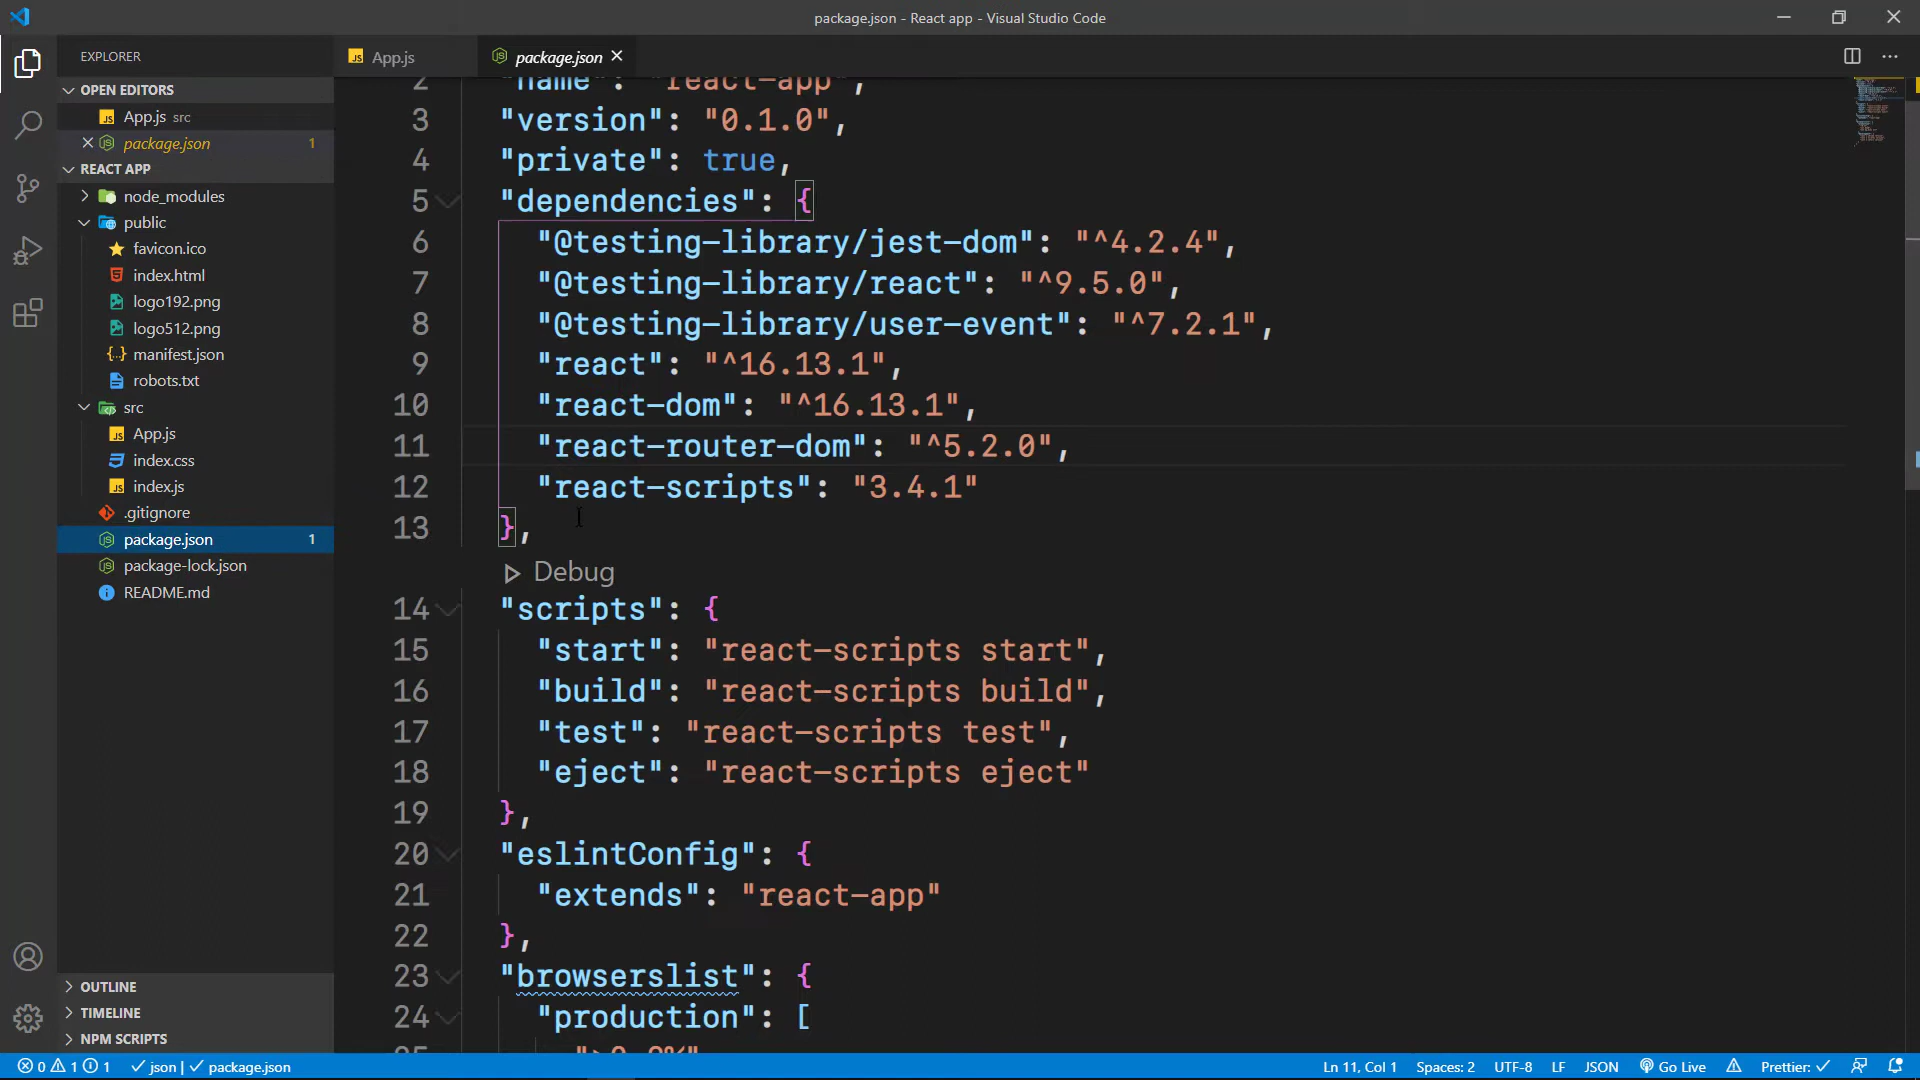 package.json - React app - Visual Studio Code
EXPLORER
OPEN EDITORS
App.js src
package.json 1
REACT APP
node_modules
public
favicon.ico
index.html
logo192.png
logo512.png
manifest.json
robots.txt
src
App.js
index.css
index.js
.gitignore
package.json 1
package-lock.json
README.md
OUTLINE
TIMELINE
NPM SCRIPTS
App.js package.json
2 "name": "react-app",
3 "version": "0.1.0",
4 "private": true,
5 "dependencies": {
6 "@testing-library/jest-dom": "^4.2.4",
7 "@testing-library/react": "^9.5.0",
8 "@testing-library/user-event": "^7.2.1",
9 "react": "^16.13.1",
10 "react-dom": "^16.13.1",
11 "react-router-dom": "^5.2.0",
12 "react-scripts": "3.4.1"
13 },
Debug
14 "scripts": {
15 "start": "react-scripts start",
16 "build": "react-scripts build",
17 "test": "react-scripts test",
18 "eject": "react-scripts eject"
19 },
20 "eslintConfig": {
21 "extends": "react-app"
22 },
23 "browserslist": {
24 "production": [
0 1 1 json | package.json Ln 11, Col 1 Spaces: 2 UTF-8 LF JSON Go Live Prettier: